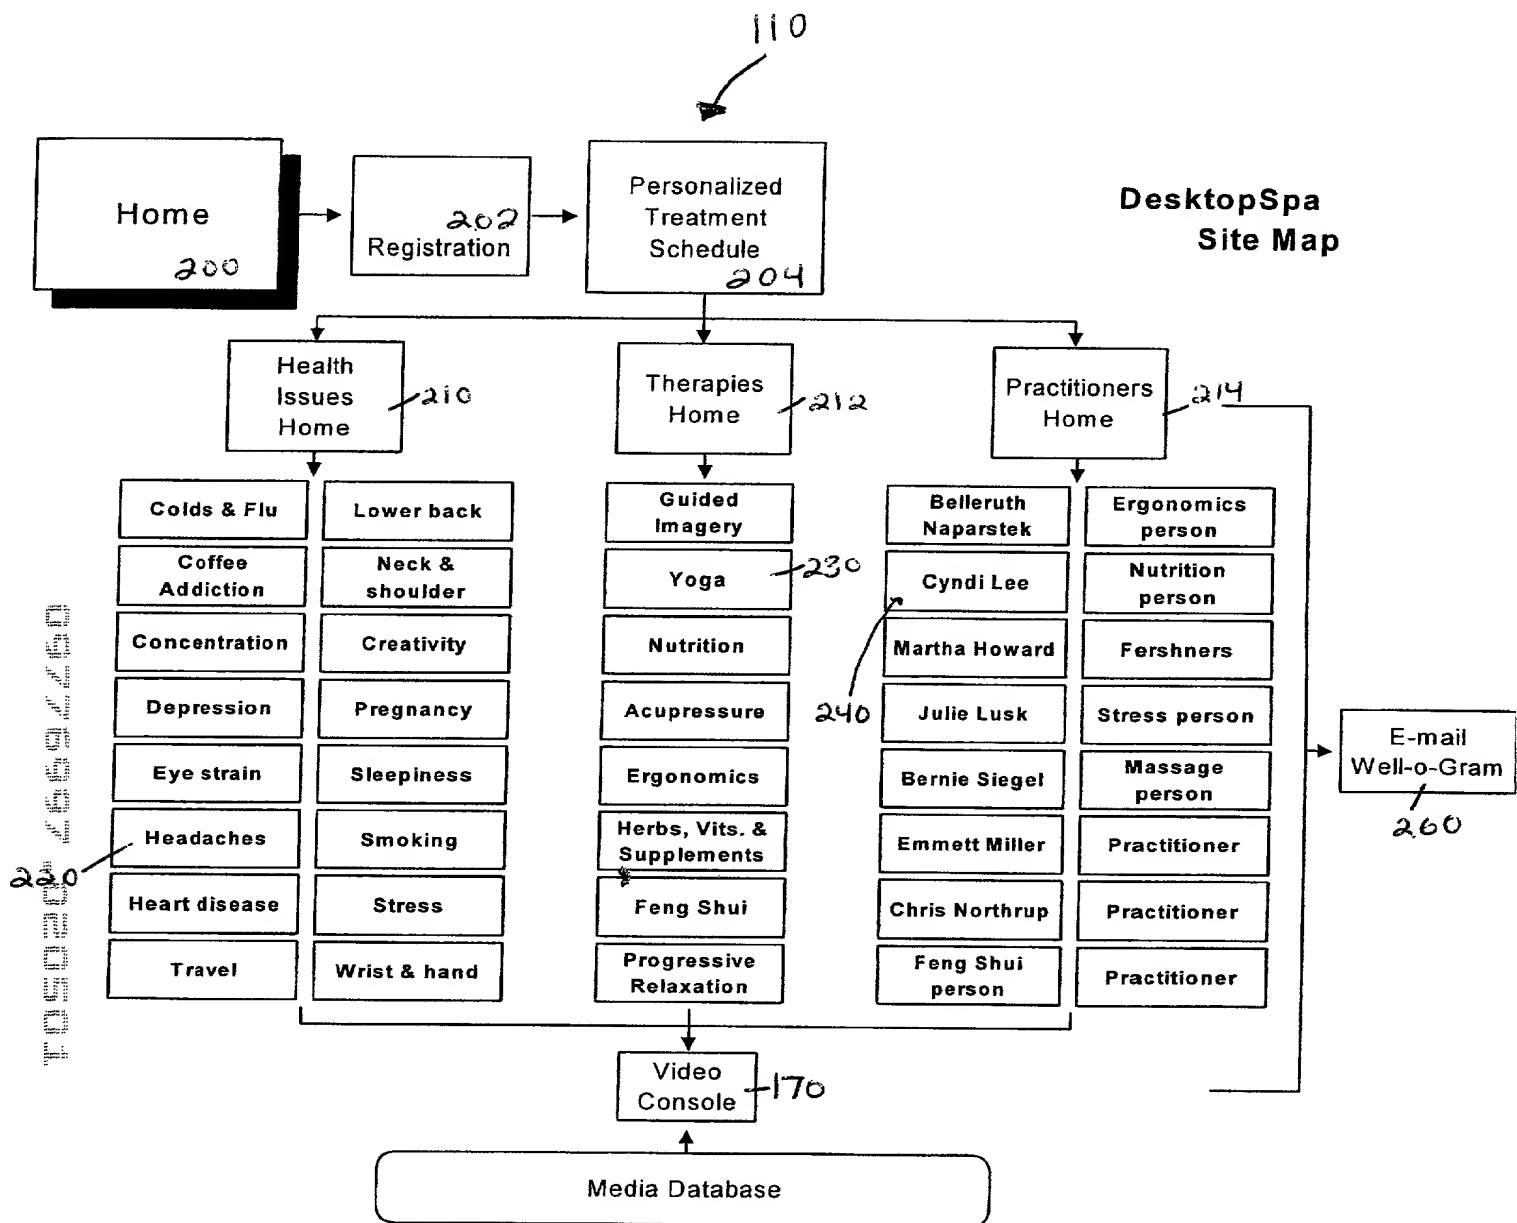 110
DesktopSpa
Site Map
Home
200
202
Registration
Personalized
Treatment
Schedule
204
Health
Issues
Home
210
Therapies
Home
212
Practitioners
Home
214
Colds & Flu
Lower back
Coffee
Addiction
Neck &
shoulder
Concentration
Creativity
Depression
Pregnancy
Eye strain
Sleepiness
Headaches
220
Smoking
Heart disease
Stress
Travel
Wrist & hand
Guided
Imagery
Yoga
230
Nutrition
Acupressure
Ergonomics
Herbs, Vits. &
Supplements
Feng Shui
Progressive
Relaxation
Belleruth
Naparstek
Ergonomics
person
Cyndi Lee
240
Nutrition
person
Martha Howard
Fershners
Julie Lusk
Stress person
Bernie Siegel
Massage
person
Emmett Miller
Practitioner
Chris Northrup
Practitioner
Feng Shui
person
Practitioner
E-mail
Well-o-Gram
260
Video
Console
170
Media Database